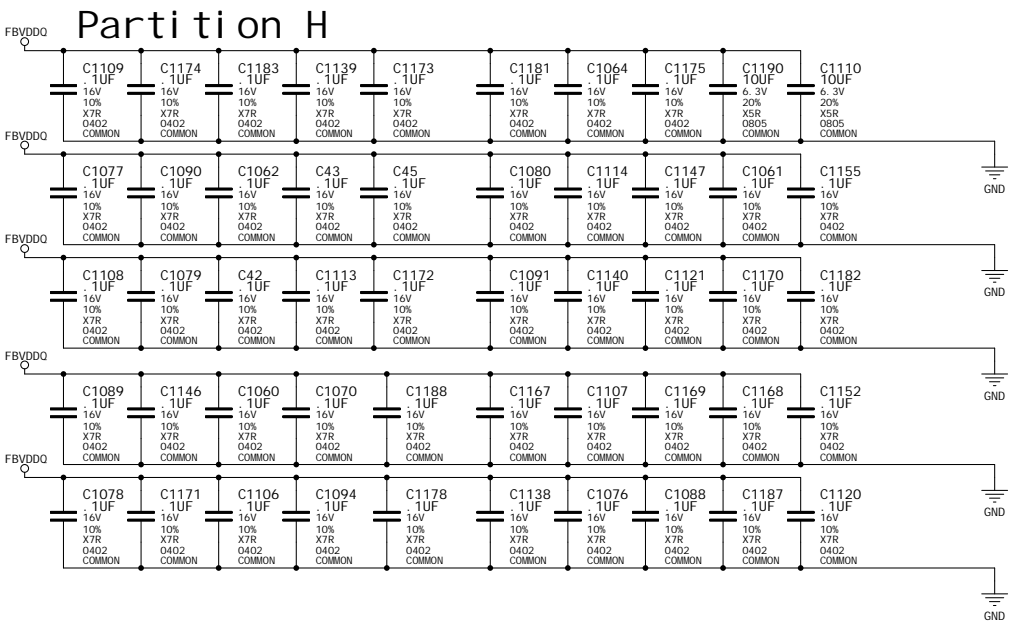 Partition H
FBVDDQ
C1109 C1174 C1183 C1139 C1173 C1181 C1064 C1175 C1190 C1110
.1UF .1UF .1UF .1UF .1UF .1UF .1UF .1UF 10UF 10UF
16V 16V 16V 16V 16V 16V 16V 16V 6.3V 6.3V
10% 10% 10% 10% 10% 10% 10% 10% 20% 20%
X7R X7R X7R X7R X7R X7R X7R X7R X5R X5R
0402 0402 0402 0402 0402 0402 0402 0402 0805 0805
COMMON COMMON COMMON COMMON COMMON COMMON COMMON COMMON COMMON COMMON
FBVDDQ
GND
C1077 C1090 C1062 C43 C45 C1080 C1114 C1147 C1061 C1155
.1UF .1UF .1UF .1UF .1UF .1UF .1UF .1UF .1UF .1UF
16V 16V 16V 16V 16V 16V 16V 16V 16V 16V
10% 10% 10% 10% 10% 10% 10% 10% 10% 10%
X7R X7R X7R X7R X7R X7R X7R X7R X7R X7R
0402 0402 0402 0402 0402 0402 0402 0402 0402 0402
COMMON COMMON COMMON COMMON COMMON COMMON COMMON COMMON COMMON COMMON
FBVDDQ
GND
C1108 C1079 C42 C1113 C1172 C1091 C1140 C1121 C1170 C1182
.1UF .1UF .1UF .1UF .1UF .1UF .1UF .1UF .1UF .1UF
16V 16V 16V 16V 16V 16V 16V 16V 16V 16V
10% 10% 10% 10% 10% 10% 10% 10% 10% 10%
X7R X7R X7R X7R X7R X7R X7R X7R X7R X7R
0402 0402 0402 0402 0402 0402 0402 0402 0402 0402
COMMON COMMON COMMON COMMON COMMON COMMON COMMON COMMON COMMON COMMON
FBVDDQ
GND
C1089 C1146 C1060 C1070 C1188 C1167 C1107 C1169 C1168 C1152
.1UF .1UF .1UF .1UF .1UF .1UF .1UF .1UF .1UF .1UF
16V 16V 16V 16V 16V 16V 16V 16V 16V 16V
10% 10% 10% 10% 10% 10% 10% 10% 10% 10%
X7R X7R X7R X7R X7R X7R X7R X7R X7R X7R
0402 0402 0402 0402 0402 0402 0402 0402 0402 0402
COMMON COMMON COMMON COMMON COMMON COMMON COMMON COMMON COMMON COMMON
FBVDDQ
GND
C1078 C1171 C1106 C1094 C1178 C1138 C1076 C1088 C1187 C1120
.1UF .1UF .1UF .1UF .1UF .1UF .1UF .1UF .1UF .1UF
16V 16V 16V 16V 16V 16V 16V 16V 16V 16V
10% 10% 10% 10% 10% 10% 10% 10% 10% 10%
X7R X7R X7R X7R X7R X7R X7R X7R X7R X7R
0402 0402 0402 0402 0402 0402 0402 0402 0402 0402
COMMON COMMON COMMON COMMON COMMON COMMON COMMON COMMON COMMON COMMON
GND